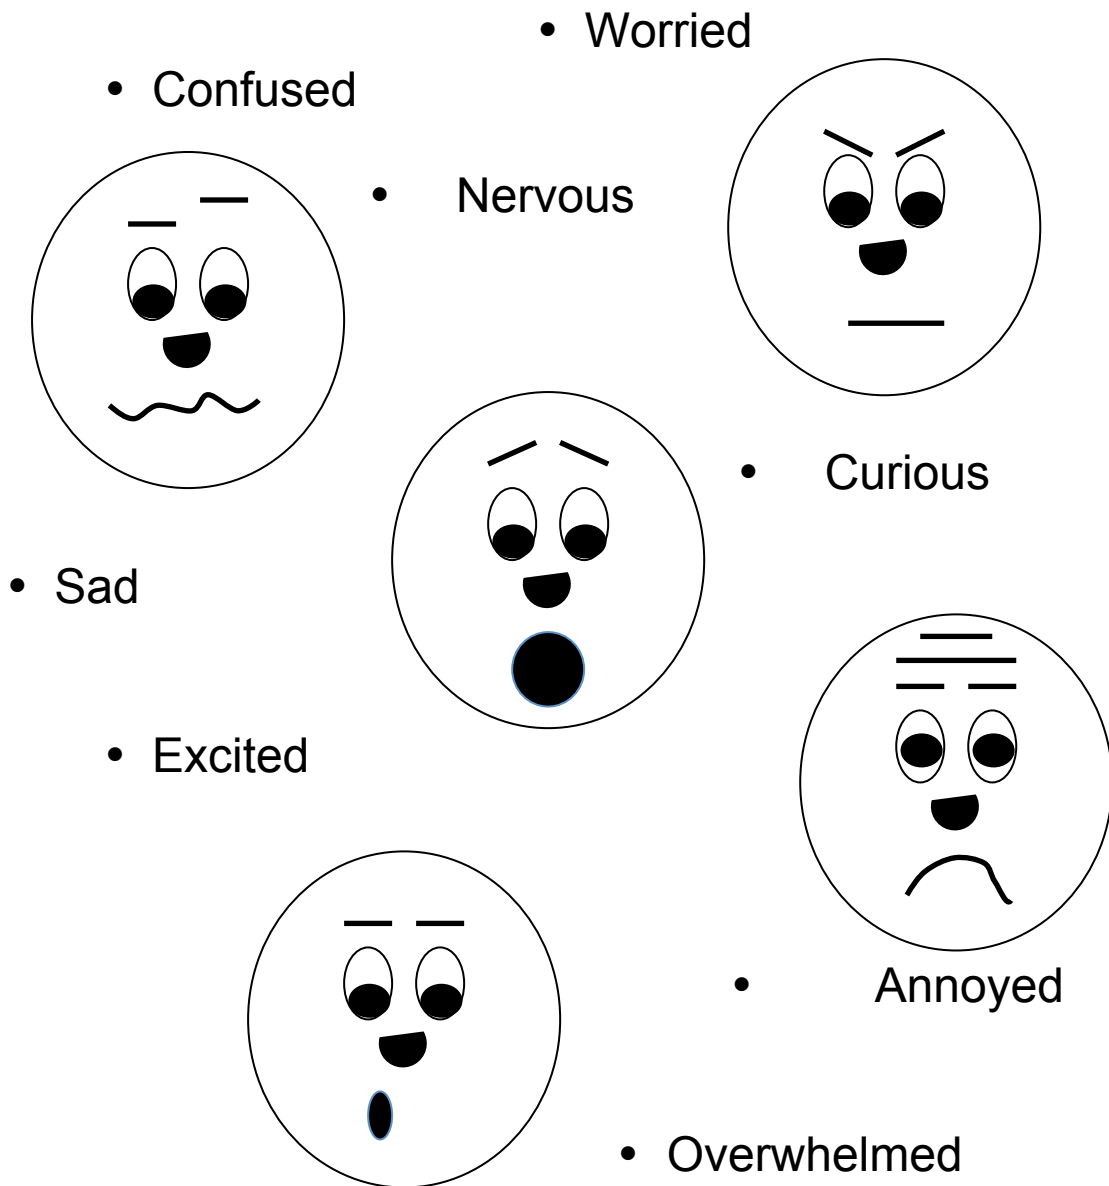 • Worried
• Confused
• Nervous
• Curious
• Sad
• Excited
• Annoyed
• Overwhelmed